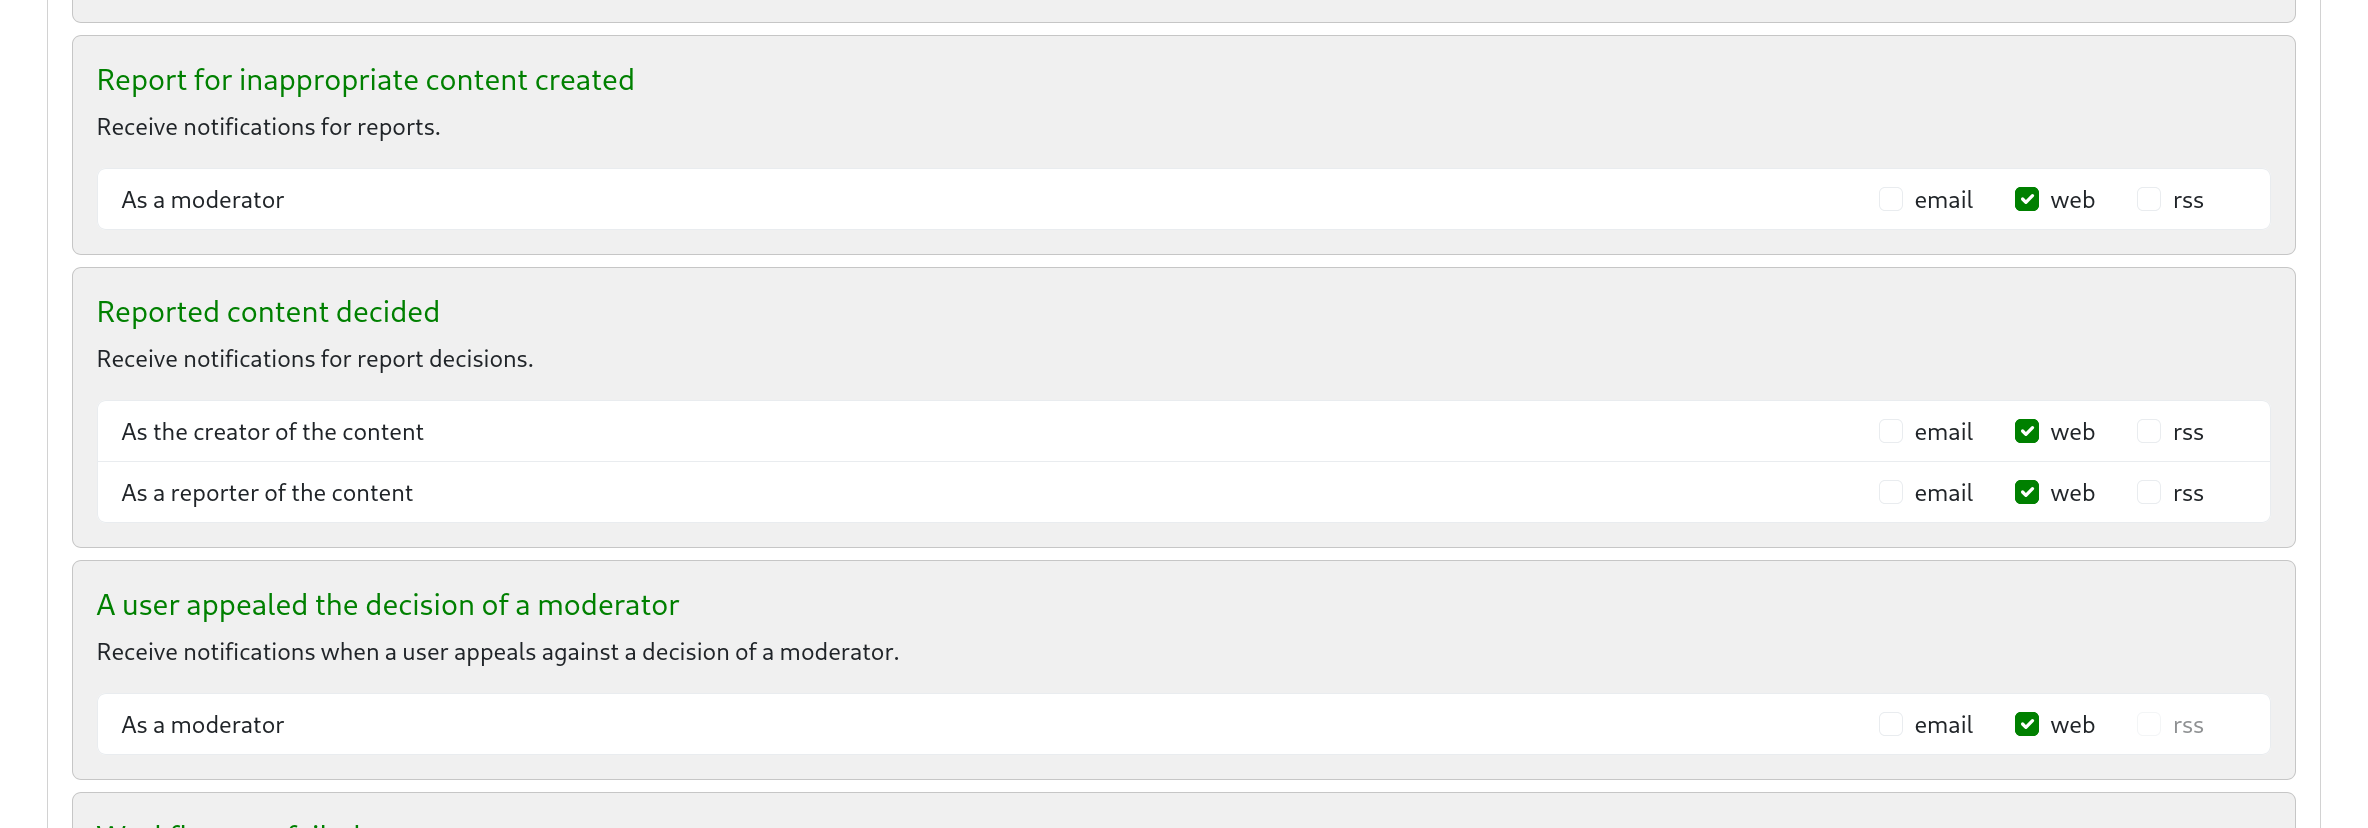 Report for inappropriate content created
Receive notifications for reports.
As a moderator email web rss
Reported content decided
Receive notifications for report decisions.
As the creator of the content email web rss
As a reporter of the content email web rss
A user appealed the decision of a moderator
Receive notifications when a user appeals against a decision of a moderator.
As a moderator email web rss